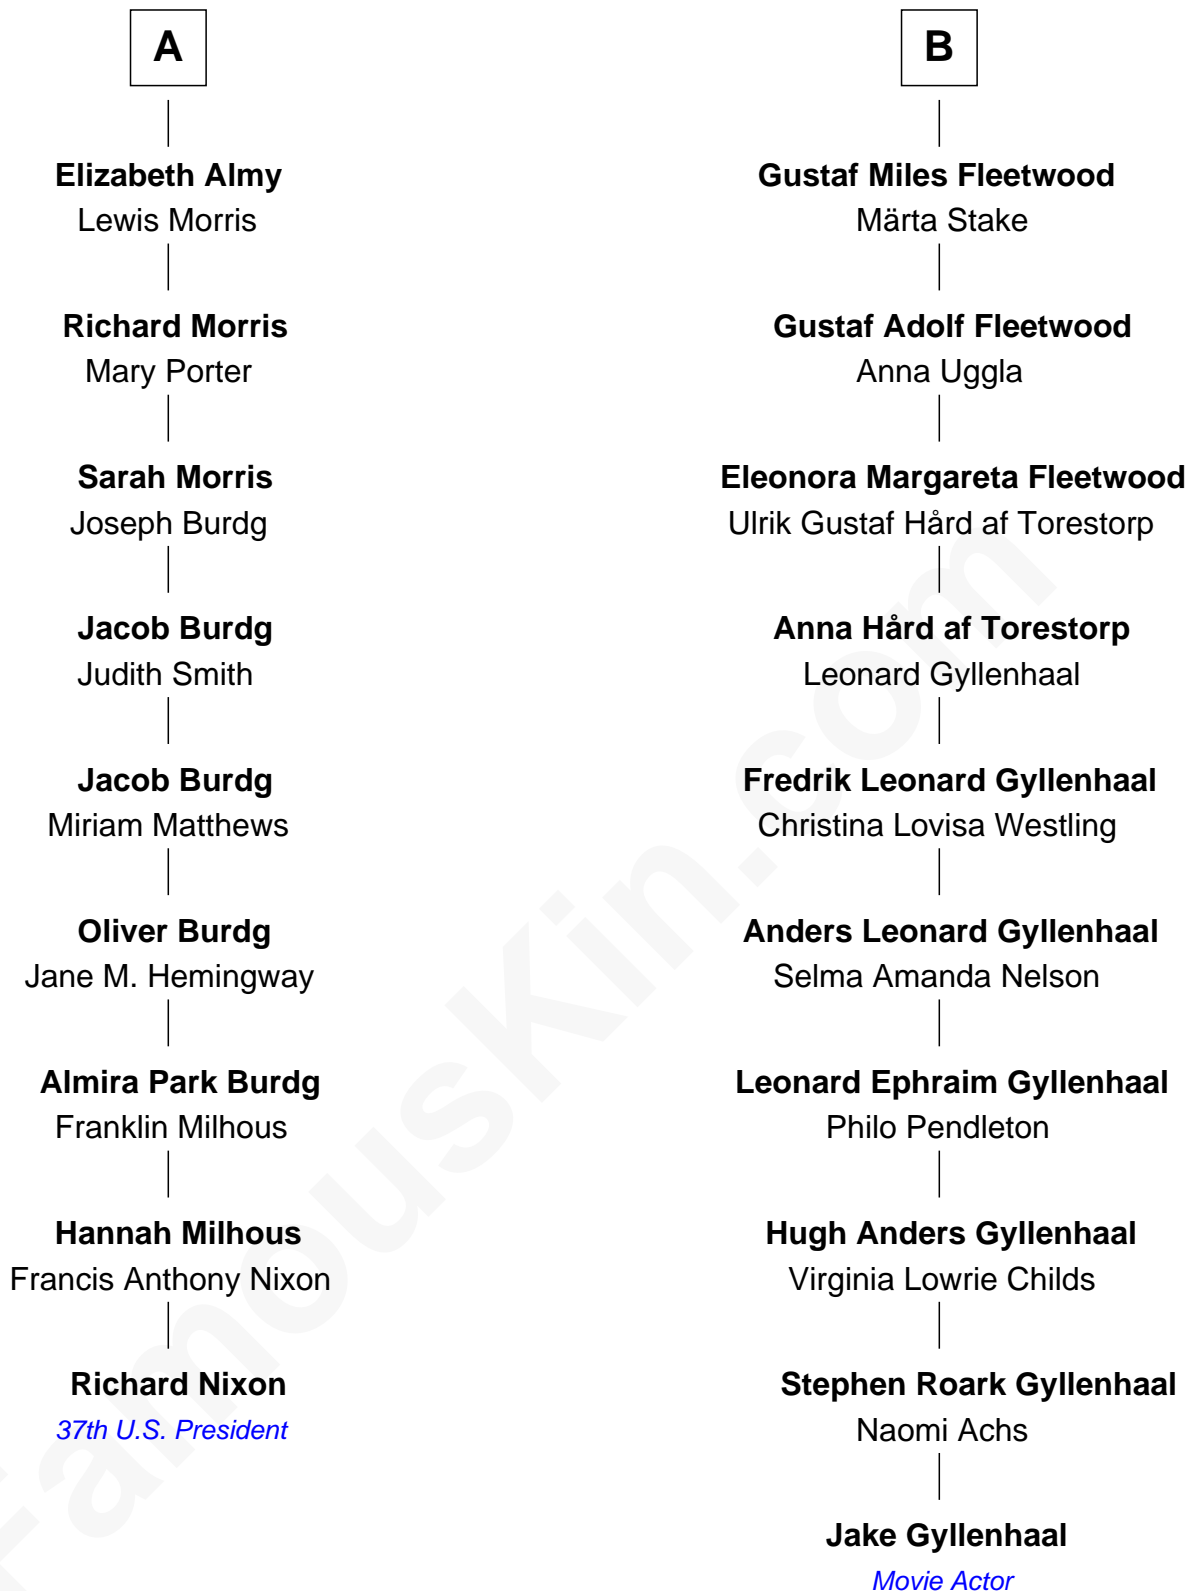 A
Elizabeth Almy
Lewis Morris
Richard Morris
Mary Porter
Sarah Morris
Joseph Burdg
Jacob Burdg
Judith Smith
Jacob Burdg
Miriam Matthews
Oliver Burdg
Jane M. Hemingway
Almira Park Burdg
Franklin Milhous
Hannah Milhous
Francis Anthony Nixon
Richard Nixon
37th U.S. President
B
Gustaf Miles Fleetwood
Märta Stake
Gustaf Adolf Fleetwood
Anna Uggla
Eleonora Margareta Fleetwood
Ulrik Gustaf Hård af Torestorp
Anna Hård af Torestorp
Leonard Gyllenhaal
Fredrik Leonard Gyllenhaal
Christina Lovisa Westling
Anders Leonard Gyllenhaal
Selma Amanda Nelson
Leonard Ephraim Gyllenhaal
Philo Pendleton
Hugh Anders Gyllenhaal
Virginia Lowrie Childs
Stephen Roark Gyllenhaal
Naomi Achs
Jake Gyllenhaal
Movie Actor
FamousKin.com